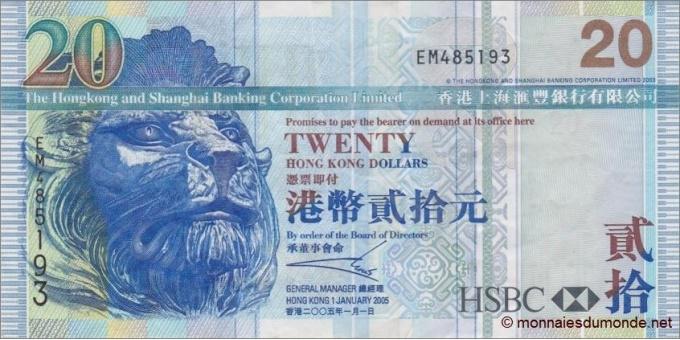 20
EM485193
20
© THE HONGKONG AND SHANGHAI BANKING CORPORATION LIMITED 2003
The Hongkong and Shanghai Banking Corporation Limited
香港上海滙豐銀行有限公司
Promises to pay the bearer on demand at its office here
TWENTY
HONG KONG DOLLARS
憑票即付
港幣貳拾元
By order of the Board of Directors
承董事會命
GENERAL MANAGER 總經理
HONG KONG 1 JANUARY 2005
香港二〇〇五年一月一日
EM485193
HSBC
貳拾
© monnaiesdumonde.net